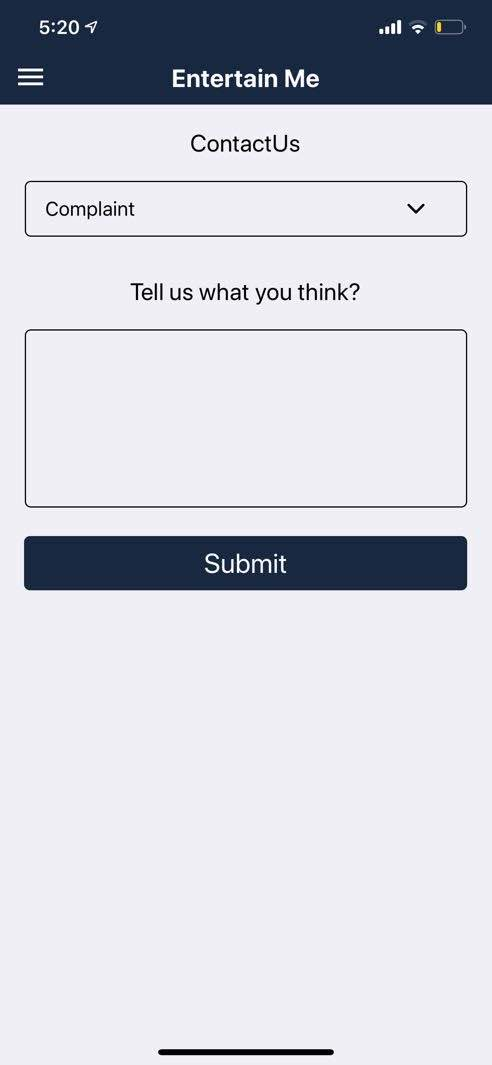 5:20
Entertain Me
ContactUs
Complaint
Tell us what you think?
Submit